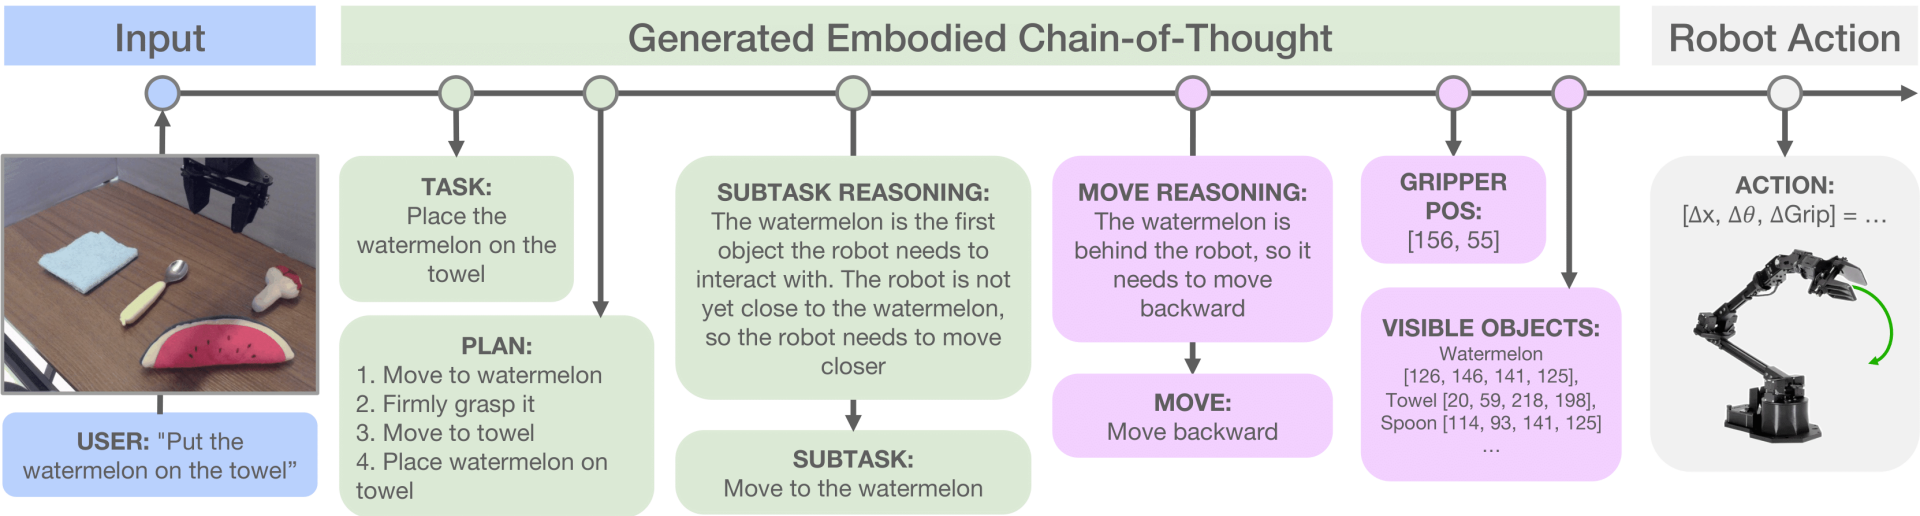 Input
Generated Embodied Chain-of-Thought
Robot Action
USER: "Put the
watermelon on the towel”
TASK:
Place the
watermelon on the
towel
PLAN:
1. Move to watermelon
2. Firmly grasp it
3. Move to towel
4. Place watermelon on
towel
SUBTASK REASONING:
The watermelon is the first
object the robot needs to
interact with. The robot is not
yet close to the watermelon,
so the robot needs to move
closer
SUBTASK:
Move to the watermelon
MOVE REASONING:
The watermelon is
behind the robot, so it
needs to move
backward
MOVE:
Move backward
GRIPPER
POS:
[156, 55]
VISIBLE OBJECTS:
Watermelon
[126, 146, 141, 125],
Towel [20, 59, 218, 198],
Spoon [114, 93, 141, 125]
...
ACTION:
[Δx, Δθ, ΔGrip] = ...